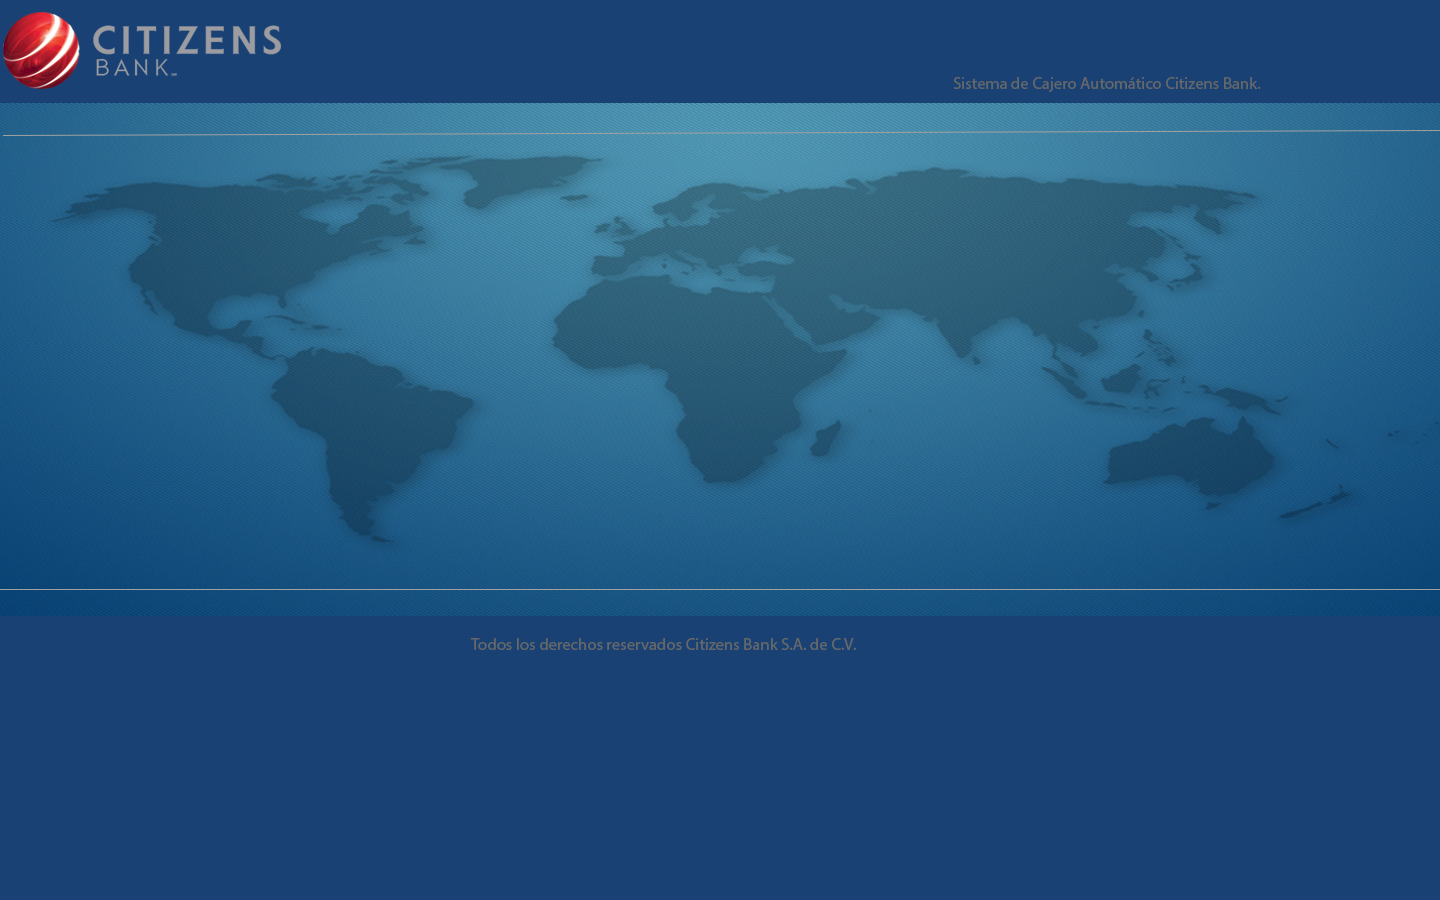 CITIZENS
BANK™
Sistema de Cajero Automático Citizens Bank.
Todos los derechos reservados Citizens Bank S.A. de C.V.